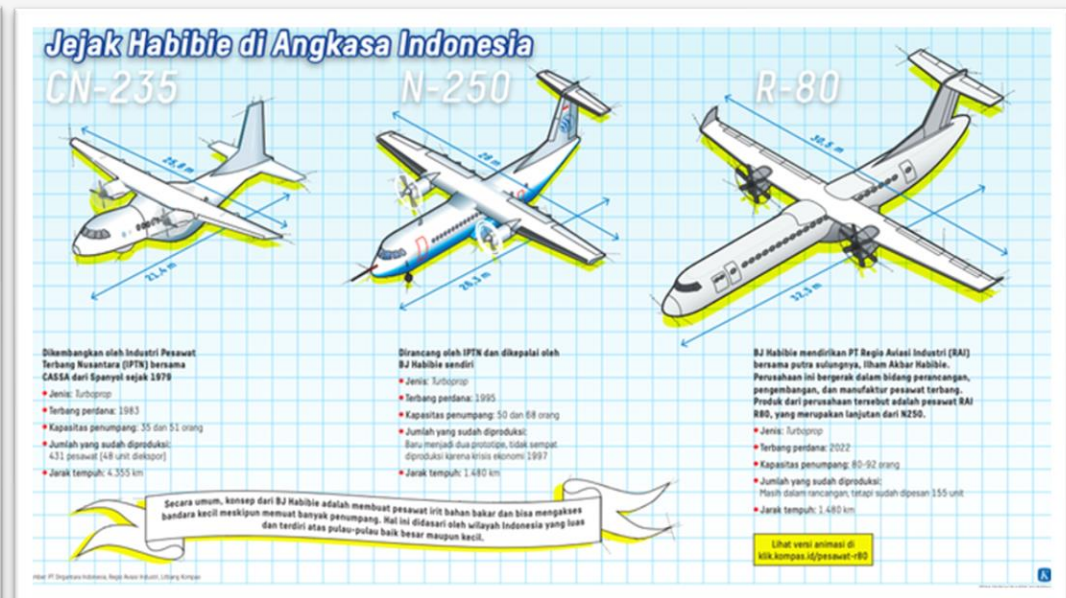 Jejak Habibie di Angkasa Indonesia
CN-235
25,8 m
21,4 m
Dikembangkan oleh Industri Pesawat
Terbang Nusantara (IPTN) bersama
CASSA dari Spanyol sejak 1979
• Jenis: Turboprop
• Terbang perdana: 1983
• Kapasitas penumpang: 35 dan 51 orang
• Jumlah yang sudah diproduksi:
431 pesawat (48 unit diekspor)
• Jarak tempuh: 4.355 km
N-250
28 m
26,3 m
Dirancang oleh IPTN dan dikepalai oleh
BJ Habibie sendiri
• Jenis: Turboprop
• Terbang perdana: 1995
• Kapasitas penumpang: 50 dan 68 orang
• Jumlah yang sudah diproduksi:
Baru menjadi dua prototipe, tidak sempat
diproduksi karena krisis ekonomi 1997
• Jarak tempuh: 1.480 km
R-80
30,5 m
32,3 m
BJ Habibie mendirikan PT Regio Aviasi Industri (RAI)
bersama putra sulungnya, Ilham Akbar Habibie.
Perusahaan ini bergerak dalam bidang perancangan,
pengembangan, dan manufaktur pesawat terbang.
Produk dari perusahaan tersebut adalah pesawat RAI
R80, yang merupakan lanjutan dari N250.
• Jenis: Turboprop
• Terbang perdana: 2022
• Kapasitas penumpang: 80-92 orang
• Jumlah yang sudah diproduksi:
Masih dalam rancangan, tetapi sudah dipesan 155 unit
• Jarak tempuh: 1.480 km
Secara umum, konsep dari BJ Habibie adalah membuat pesawat irit bahan bakar dan bisa mengakses
bandara kecil meskipun memuat banyak penumpang. Hal ini didasari oleh wilayah Indonesia yang luas
dan terdiri atas pulau-pulau baik besar maupun kecil.
Lihat versi animasi di
klik.kompas.id/pesawat-r80
PT Dirgantara Indonesia, Regio Aviasi Industri, Litbang Kompas
K